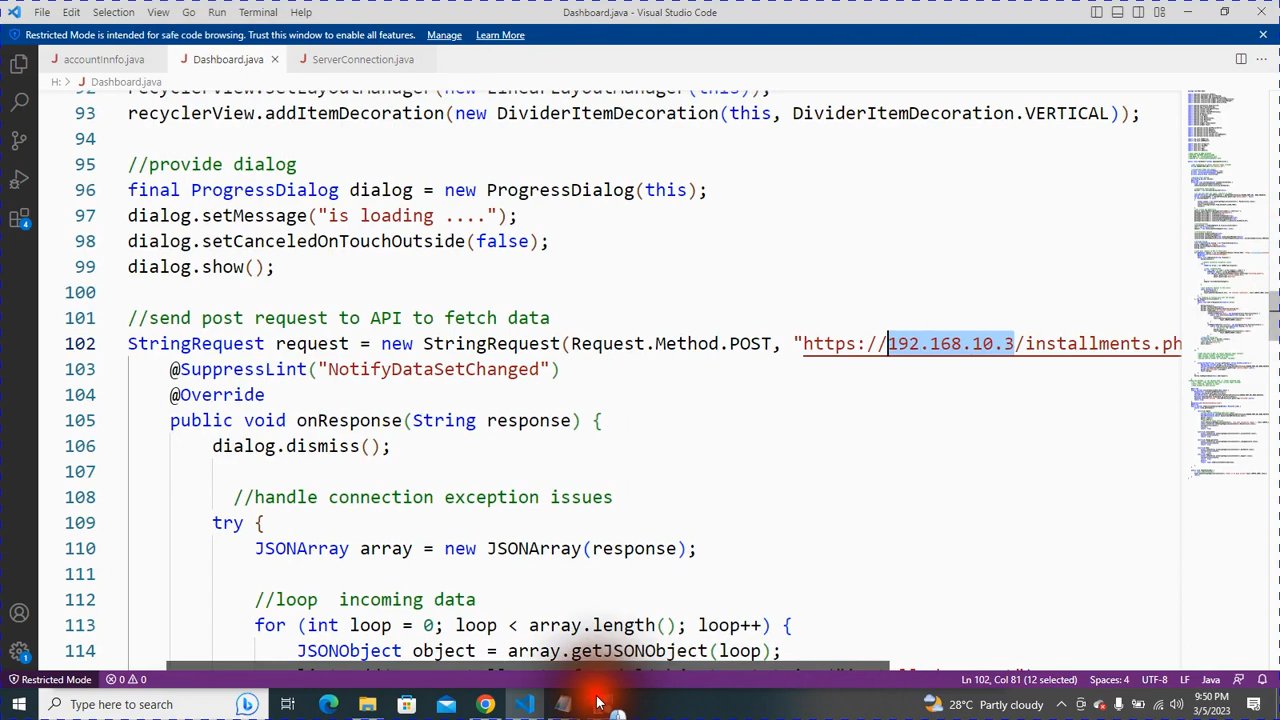 File Edit Selection View Go Run Terminal Help Dashboard.java - Visual Studio Code
Restricted Mode is intended for safe code browsing. Trust this window to enable all features. Manage Learn More
accountInnfo.java Dashboard.java ServerConnection.java
H: > Dashboard.java
92 recyclerView.setLayoutManager(new LinearLayoutManager(this));
93 recyclerView.addItemDecoration(new DividerItemDecoration(this, DividerItemDecoration.VERTICAL));
94
95 //provide dialog
96 final ProgressDialog dialog = new ProgressDialog(this);
97 dialog.setMessage("is loading ....");
98 dialog.setCanceledOnTouchOutside(false);
99 dialog.show();
100
101 //send post request to API to fetch data
102 StringRequest request = new StringRequest(Request.Method.POST, "https://192.168.10.3/installments.ph
103 @SuppressLint("NotifyDataSetChanged")
104 @Override
105 public void onResponse(String response) {
106 dialog.dismiss();
107
108 //handle connection exception issues
109 try {
110 JSONArray array = new JSONArray(response);
111
112 //loop  incoming data
113 for (int loop = 0; loop < array.length(); loop++) {
114 JSONObject object = array.getJSONObject(loop);
Restricted Mode 0 0 Ln 102, Col 81 (12 selected) Spaces: 4 UTF-8 LF Java
Type here to search 28°C Partly cloudy 9:50 PM
3/5/2023